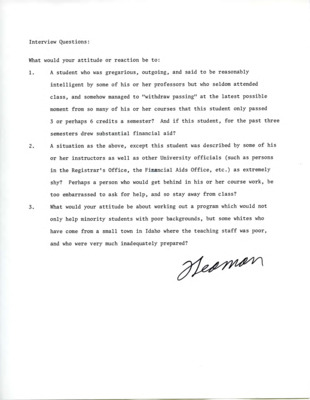 Interview Questions:
What would your attitude or reaction be to:
1. A student who was gregarious, outgoing, and said to be reasonably
intelligent by some of his or her professors but who seldom attended
class, and somehow managed to "withdraw passing" at the latest possible
moment from so many of his or her courses that this student only passed
3 or perhaps 6 credits a semester? And if this student, for the past three
semesters drew substantial financial aid?
2. A situation as the above, except this student was described by some of his
or her instructors as well as other University officials (such as persons
in the Registrar's Office, the Financial Aids Office, etc.) as extremely
shy? Perhaps a person who would get behind in his or her course work, be
too embarrassed to ask for help, and so stay away from class?
3. What would your attitude be about working out a program which would not
only help minority students with poor backgrounds, but some whites who
have come from a small town in Idaho where the teaching staff was poor,
and who were very much inadequately prepared?